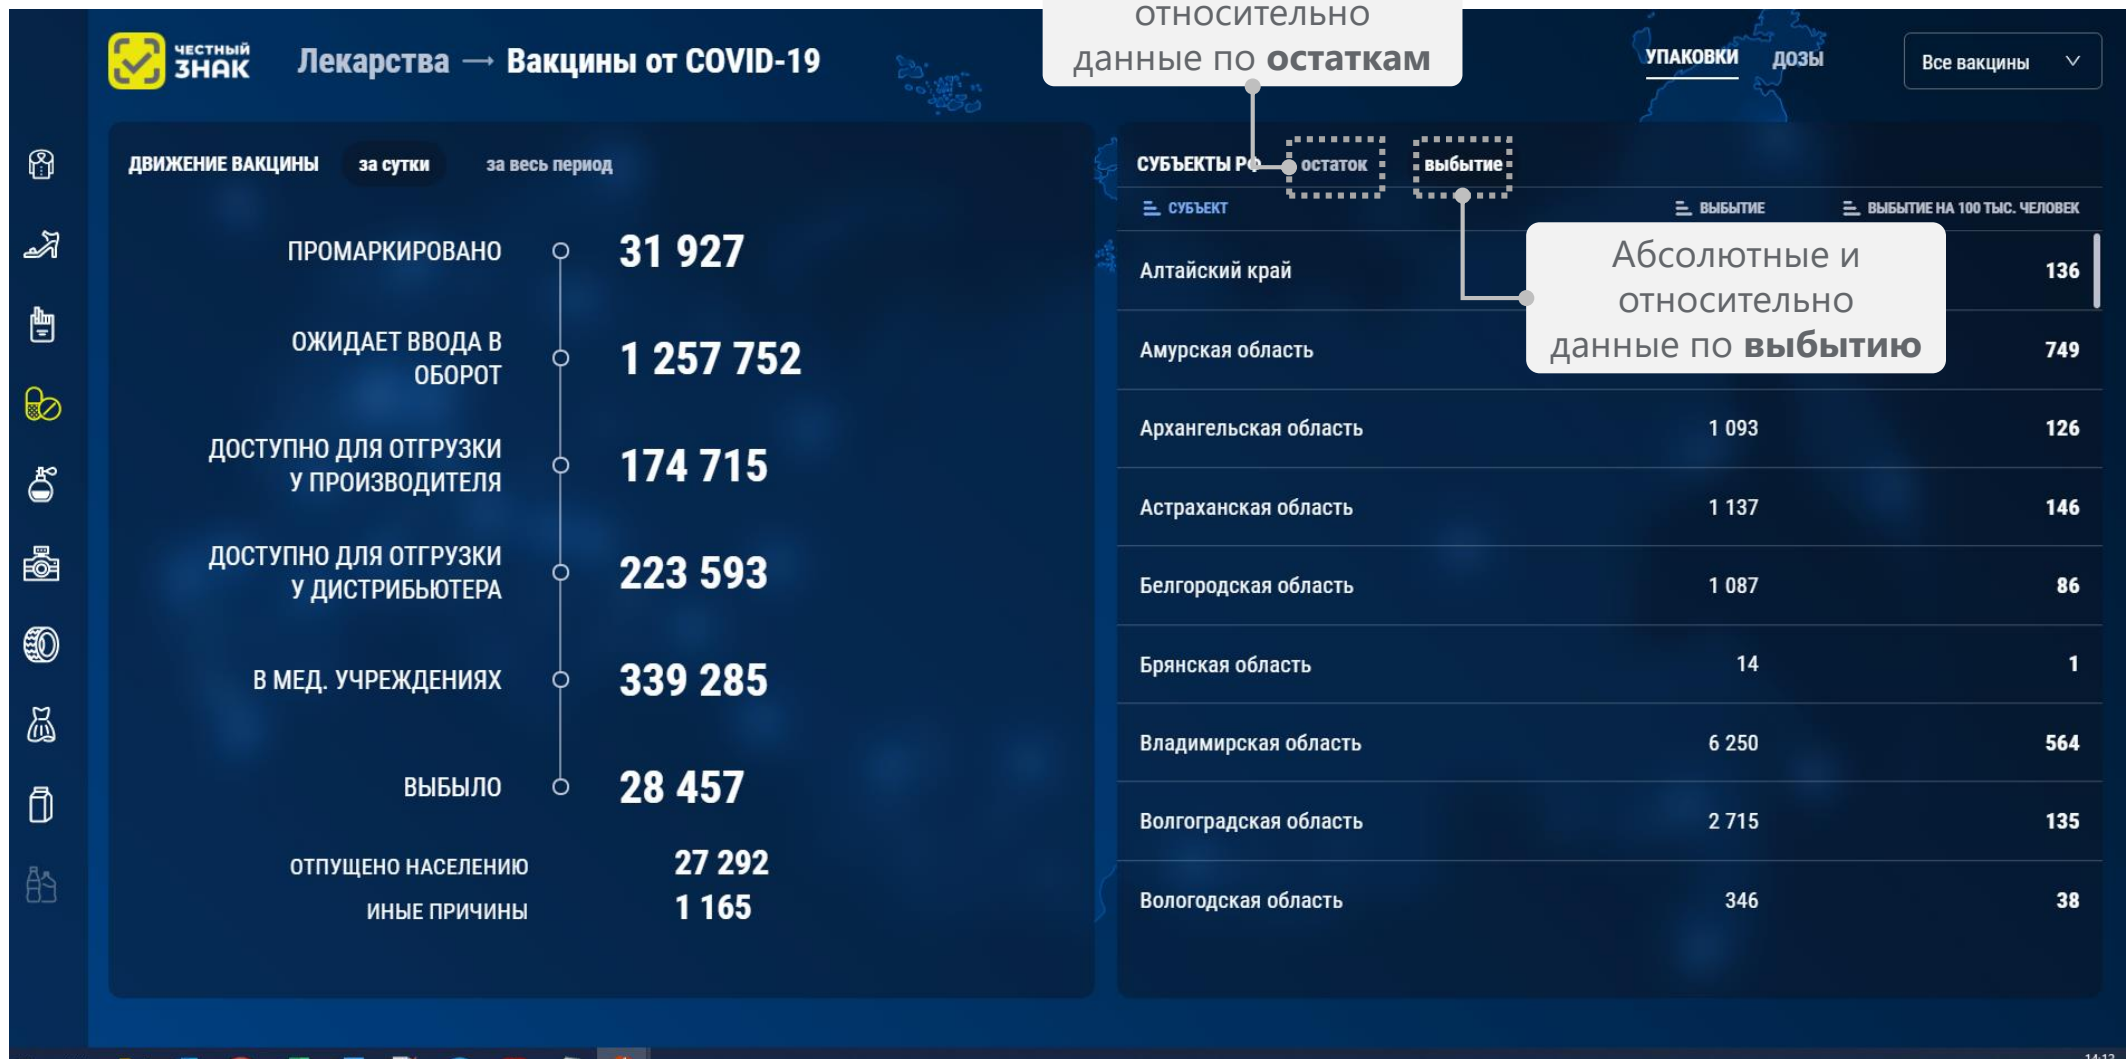 относительно
данные по остаткам
ЧЕСТНЫЙ
ЗНАК
Лекарства → Вакцины от COVID-19
УПАКОВКИ ДОЗЫ
Все вакцины
ДВИЖЕНИЕ ВАКЦИНЫ за сутки за весь период
ПРОМАРКИРОВАНО 31 927
ОЖИДАЕТ ВВОДА В
ОБОРОТ 1 257 752
ДОСТУПНО ДЛЯ ОТГРУЗКИ
У ПРОИЗВОДИТЕЛЯ 174 715
ДОСТУПНО ДЛЯ ОТГРУЗКИ
У ДИСТРИБЬЮТЕРА 223 593
В МЕД. УЧРЕЖДЕНИЯХ 339 285
ВЫБЫЛО 28 457
ОТПУЩЕНО НАСЕЛЕНИЮ 27 292
ИНЫЕ ПРИЧИНЫ 1 165
СУБЪЕКТЫ РФ остаток выбытие
СУБЪЕКТ ВЫБЫТИЕ ВЫБЫТИЕ НА 100 ТЫС. ЧЕЛОВЕК
Абсолютные и
относительно
данные по выбытию
Алтайский край 136
Амурская область 749
Архангельская область 1 093 126
Астраханская область 1 137 146
Белгородская область 1 087 86
Брянская область 14 1
Владимирская область 6 250 564
Волгоградская область 2 715 135
Вологодская область 346 38